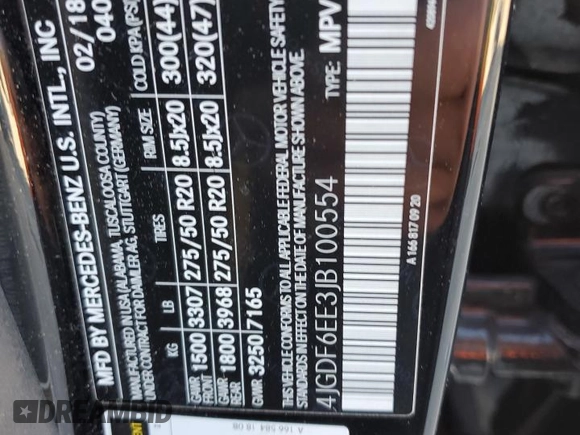 MFD BY MERCEDES-BENZ U.S. INTL., INC 02/18
MANUFACTURED IN USA (ALABAMA, TUSCALOOSA COUNTY) 040
UNDER LICENSE FOR DAIMLER AG, STUTTGART (GERMANY)
KG LB TIRES RIM SIZE COLD KPA (PSI
GAWR FRONT 1500 3307 275/50 R20 8.5Jx20 300(44)
GAWR REAR 1800 3968 275/50 R20 8.5Jx20 320(47)
GVWR 3250 7165
THIS VEHICLE CONFORMS TO ALL APPLICABLE FEDERAL MOTOR VEHICLE SAFETY
IN EFFECT ON THE DATE OF MANUFACTURE SHOWN ABOVE.
4JGDF6EE3JB100554 TYPE: MPV
A 166 817 09 20
A 166 584 18 08
DEALERSCOPE